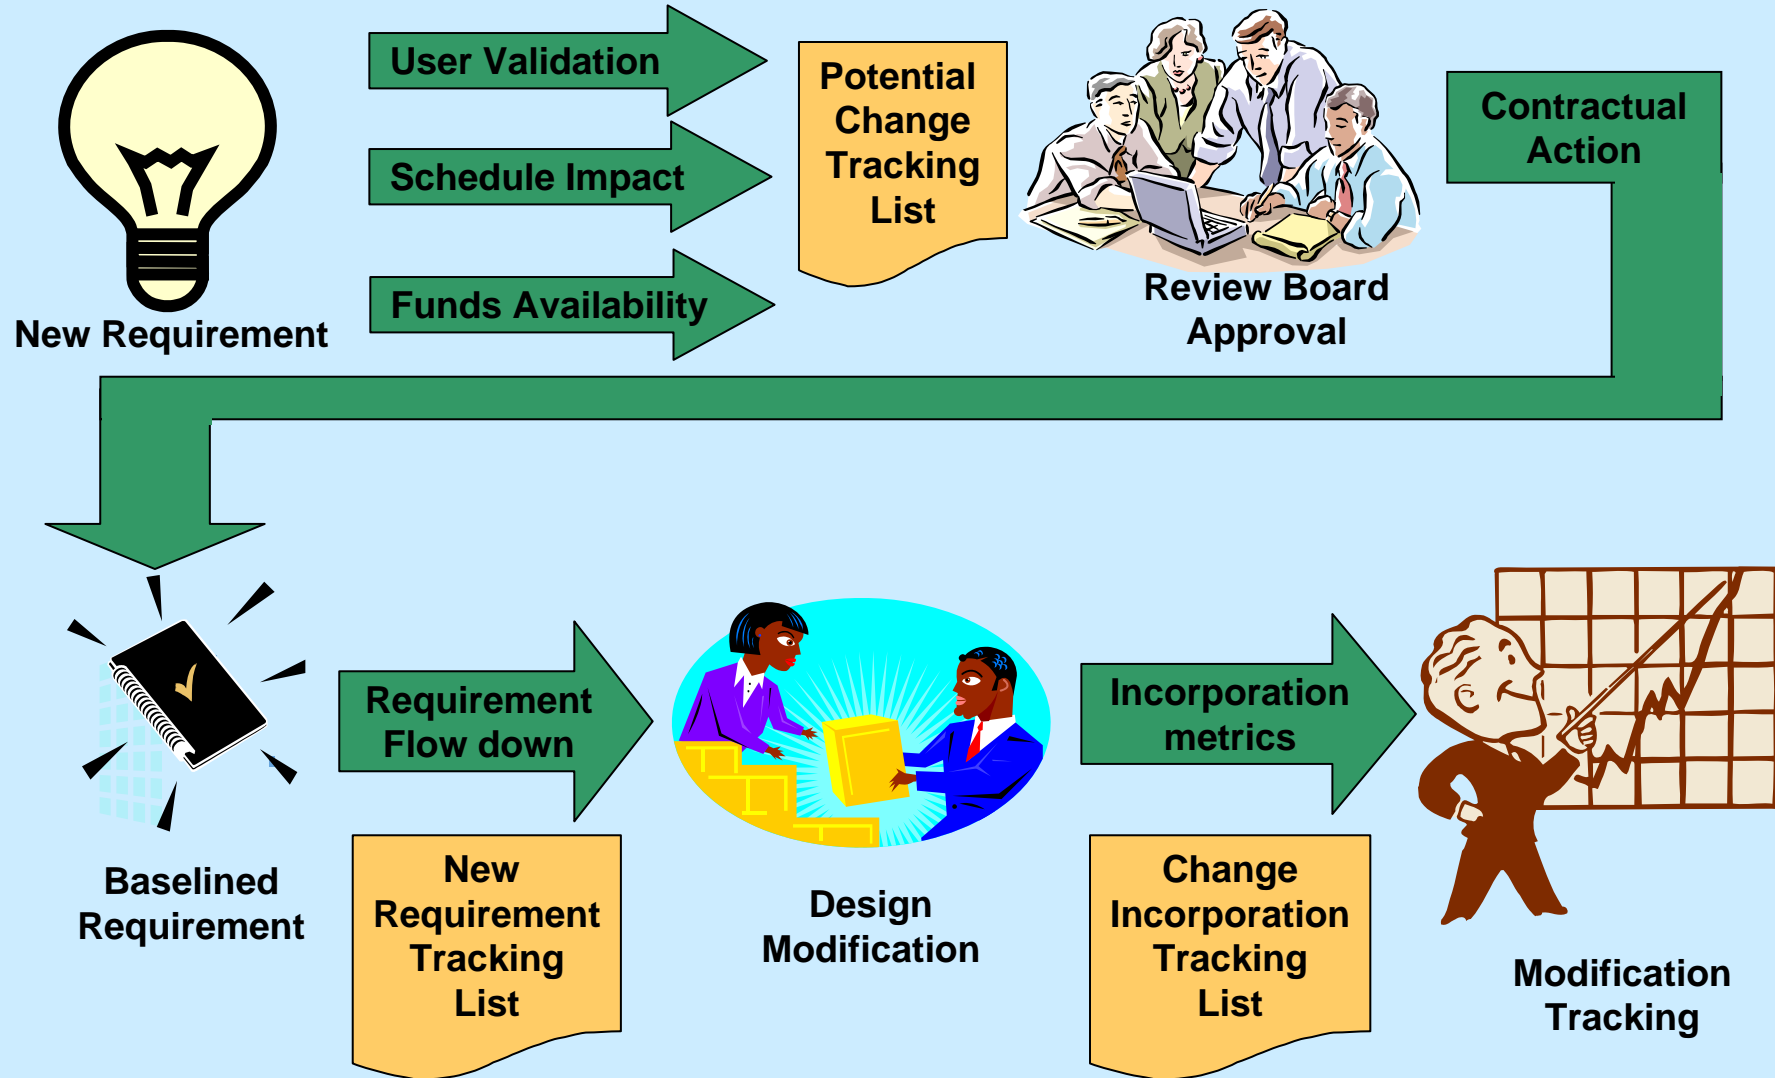 New Requirement
User Validation
Schedule Impact
Funds Availability
Potential
Change
Tracking
List
Review Board
Approval
Contractual
Action
Baselined
Requirement
Requirement
Flow down
New
Requirement
Tracking
List
Design
Modification
Incorporation
metrics
Change
Incorporation
Tracking
List
Modification
Tracking